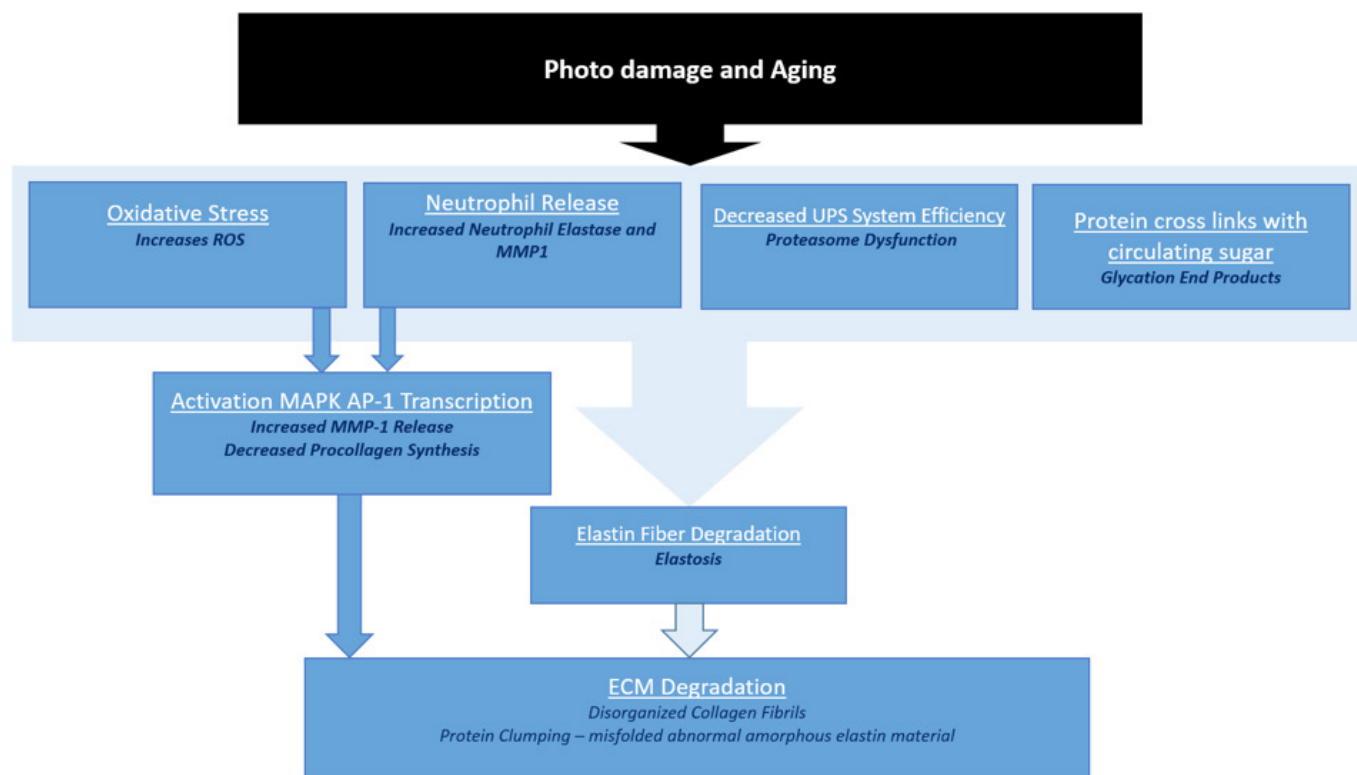 Photo damage and Aging
Oxidative Stress
Increases ROS
Neutrophil Release
Increased Neutrophil Elastase and
MMP1
Decreased UPS System Efficiency
Proteasome Dysfunction
Protein cross links with
circulating sugar
Glycation End Products
Activation MAPK AP-1 Transcription
Increased MMP-1 Release
Decreased Procollagen Synthesis
Elastin Fiber Degradation
Elastosis
ECM Degradation
Disorganized Collagen Fibrils
Protein Clumping – misfolded abnormal amorphous elastin material